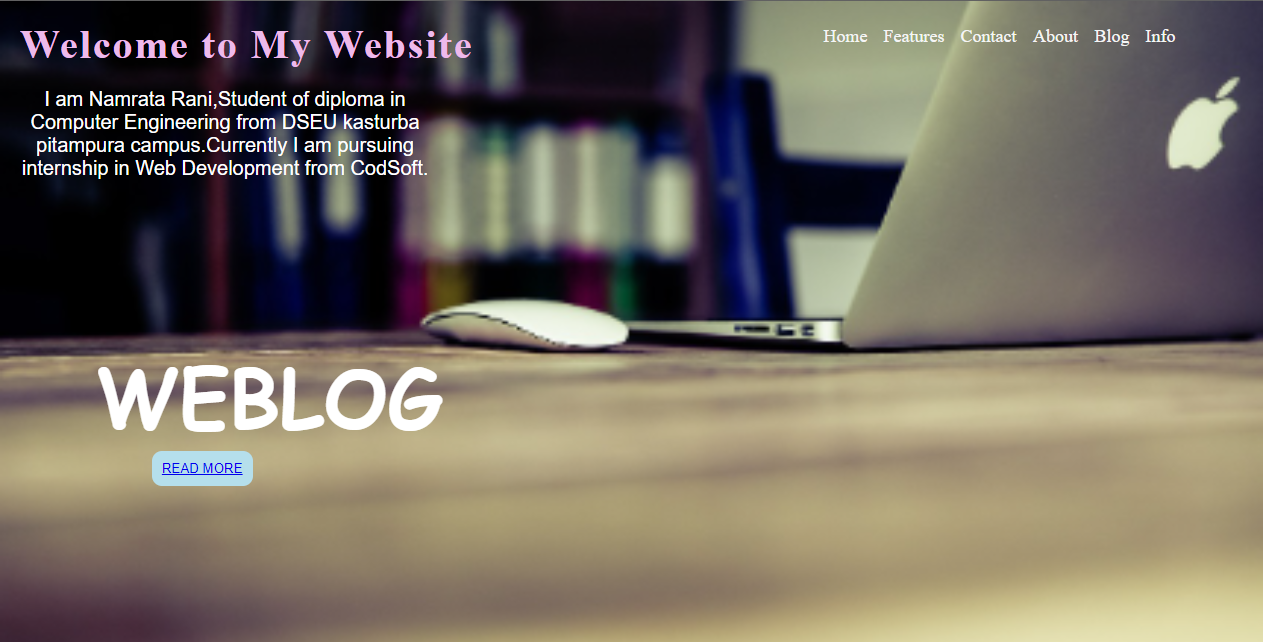 Welcome to My Website
Home Features Contact About Blog Info
I am Namrata Rani,Student of diploma in
Computer Engineering from DSEU kasturba
pitampura campus.Currently I am pursuing
internship in Web Development from CodSoft.
WEBLOG
READ MORE